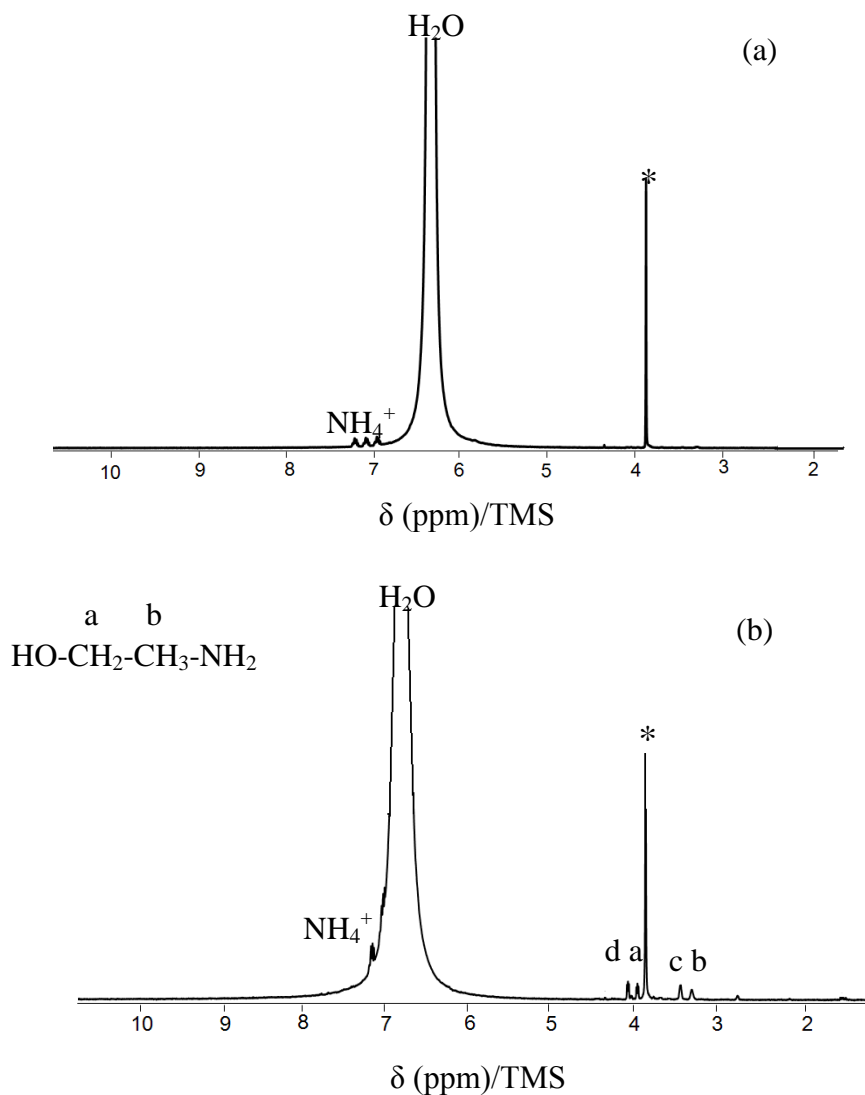 H₂O
(a)
*
NH₄⁺
10 9 8 7 6 5 4 3 2
δ (ppm)/TMS
H₂O
a b
(b)
HO-CH₂-CH₃-NH₂
*
NH₄⁺
d a c b
10 9 8 7 6 5 4 3 2
δ (ppm)/TMS